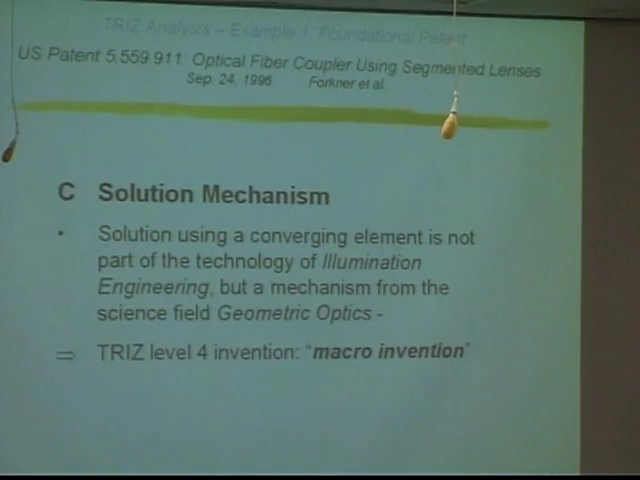 TRIZ Analysis – Example 1: Foundational Patent
US Patent 5,559,911: Optical Fiber Coupler Using Segmented Lenses
Sep. 24, 1996 Forkner et al.
C Solution Mechanism
• Solution using a converging element is not
part of the technology of Illumination
Engineering, but a mechanism from the
science field Geometric Optics -
⇒ TRIZ level 4 invention: “macro invention”